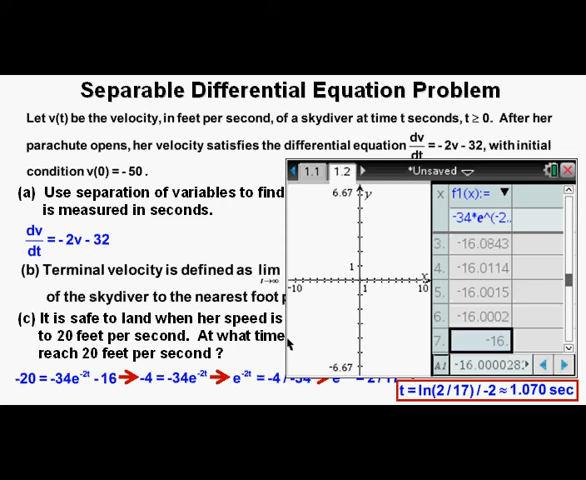 Separable Differential Equation Problem
Let v(t) be the velocity, in feet per second, of a skydiver at time t seconds, t ≥ 0. After her
parachute opens, her velocity satisfies the differential equation dv/dt = - 2v - 32, with initial
condition v(0) = - 50 .
(a) Use separation of variables to find
is measured in seconds.
dv/dt = - 2v - 32
(b) Terminal velocity is defined as lim t→∞
of the skydiver to the nearest foot
(c) It is safe to land when her speed is
to 20 feet per second. At what time
reach 20 feet per second ?
-20 = -34e^-2t - 16 → -4 = -34e^-2t → e^-2t = -4 / -34 →
t = ln(2 / 17) / -2 ≈ 1.070 sec
1.1 1.2 *Unsaved
6.67 y
1
x
-10 1 10
-6.67
x f1(x):=
-34*e^(-2..
3. -16.0843
4. -16.0114
5. -16.0015
6. -16.0002
7. -16.
A1 -16.0000282